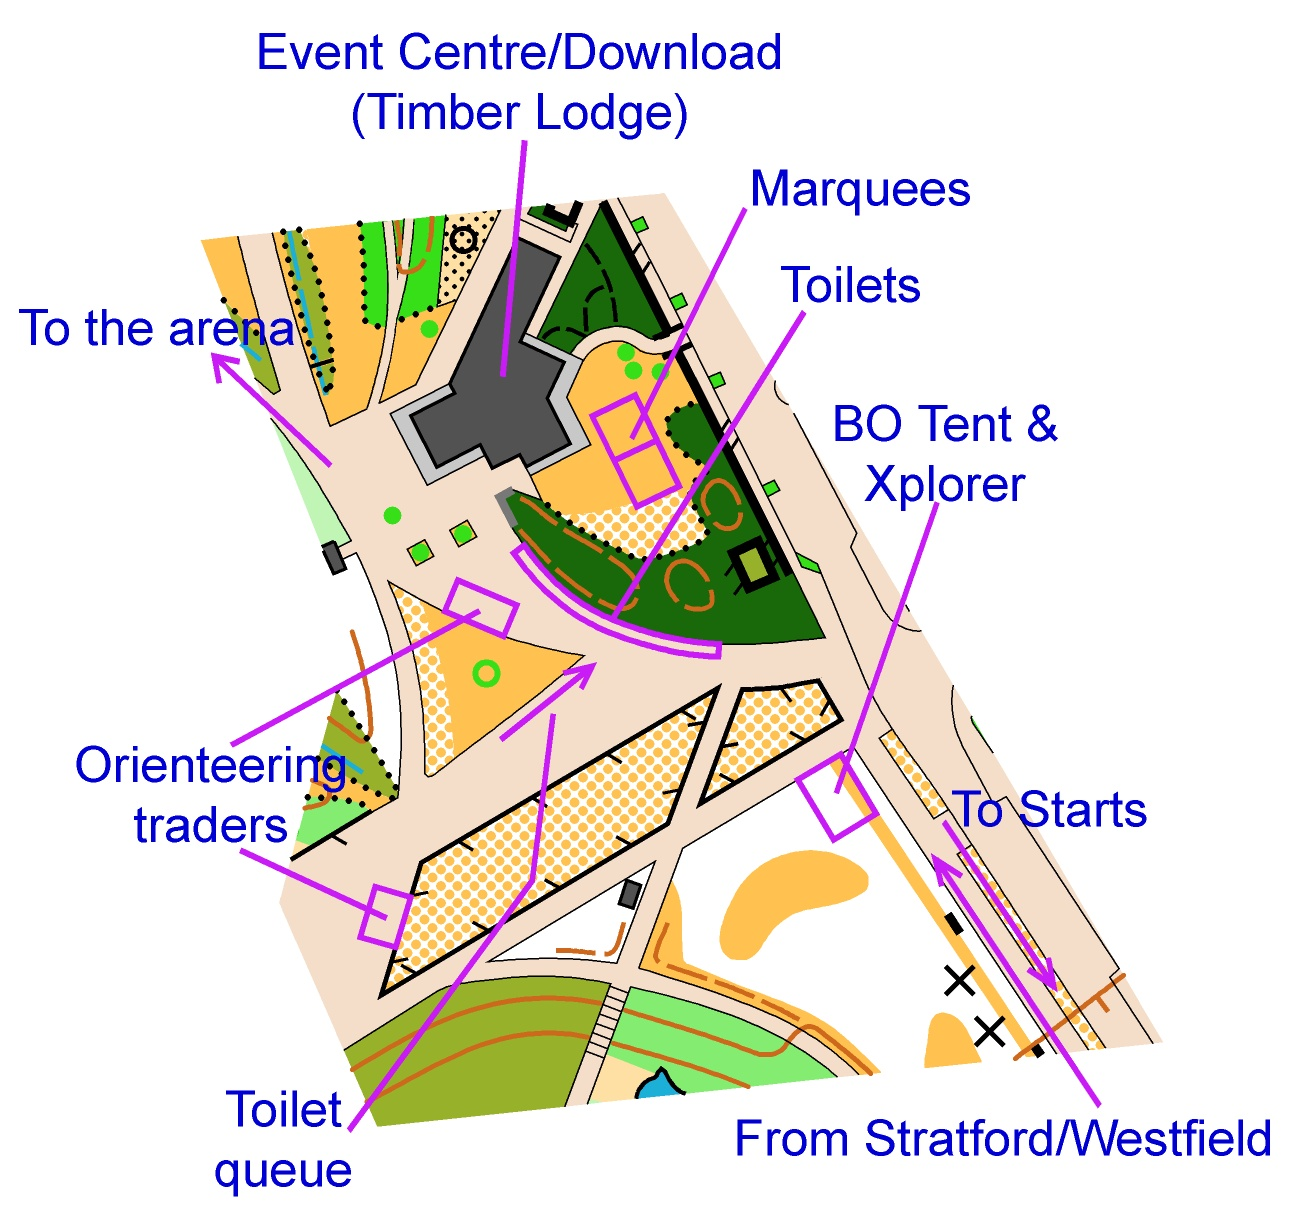 Event Centre/Download
(Timber Lodge)
Marquees
Toilets
To the arena
BO Tent &
Xplorer
Orienteering
traders
To Starts
Toilet
queue
From Stratford/Westfield